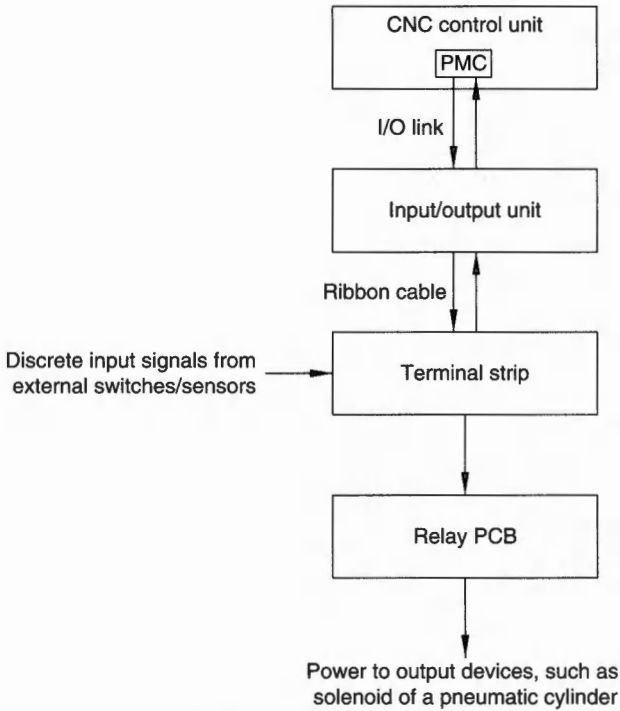 CNC control unit
PMC
I/O link
Input/output unit
Ribbon cable
Discrete input signals from
external switches/sensors
Terminal strip
Relay PCB
Power to output devices, such as
solenoid of a pneumatic cylinder